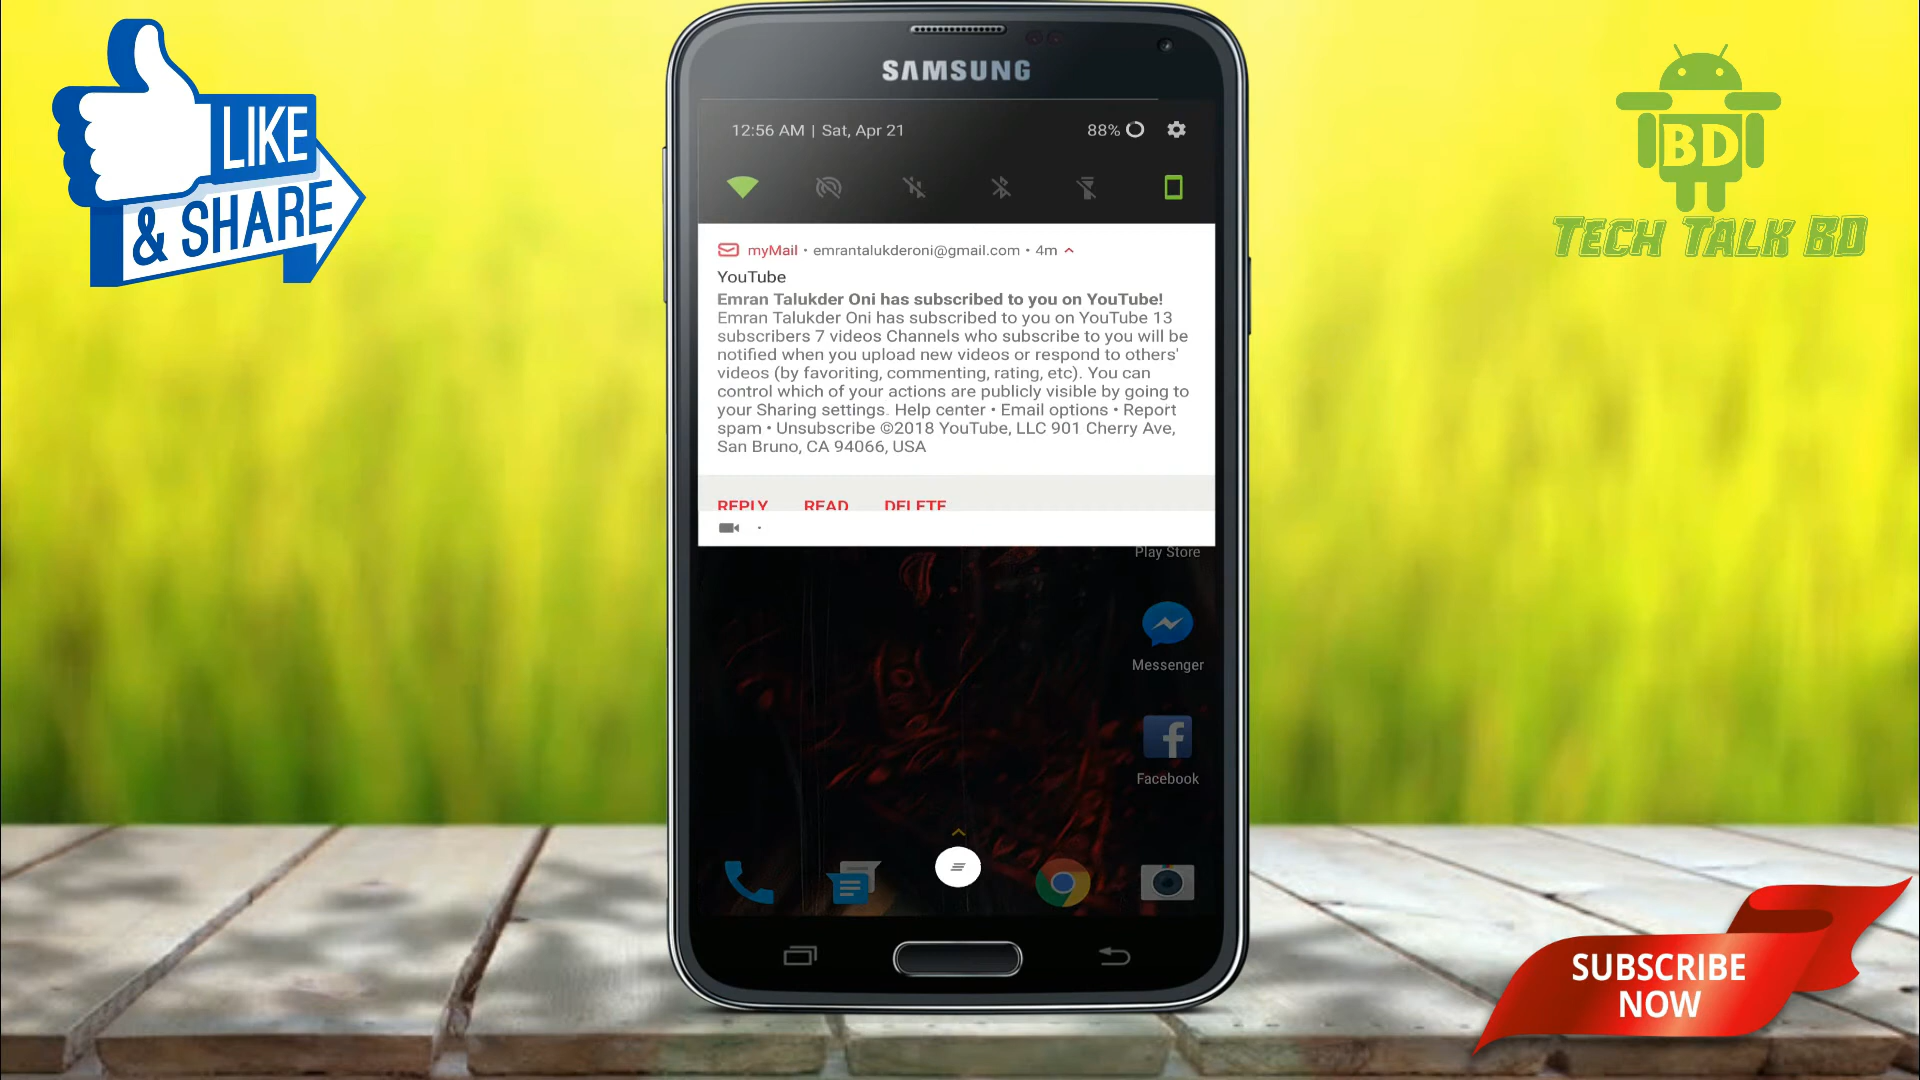 LIKE
& SHARE
SAMSUNG
12:56 AM | Sat, Apr 21
88%
BD
TECH TALK BD
myMail • emrantalukderoni@gmail.com • 4m
YouTube
Emran Talukder Oni has subscribed to you on YouTube!
Emran Talukder Oni has subscribed to you on YouTube 13
subscribers 7 videos Channels who subscribe to you will be
notified when you upload new videos or respond to others'
videos (by favoriting, commenting, rating, etc). You can
control which of your actions are publicly visible by going to
your Sharing settings. Help center • Email options • Report
spam • Unsubscribe ©2018 YouTube, LLC 901 Cherry Ave,
San Bruno, CA 94066, USA
REPLY READ DELETE
Play Store
Messenger
Facebook
SUBSCRIBE
NOW